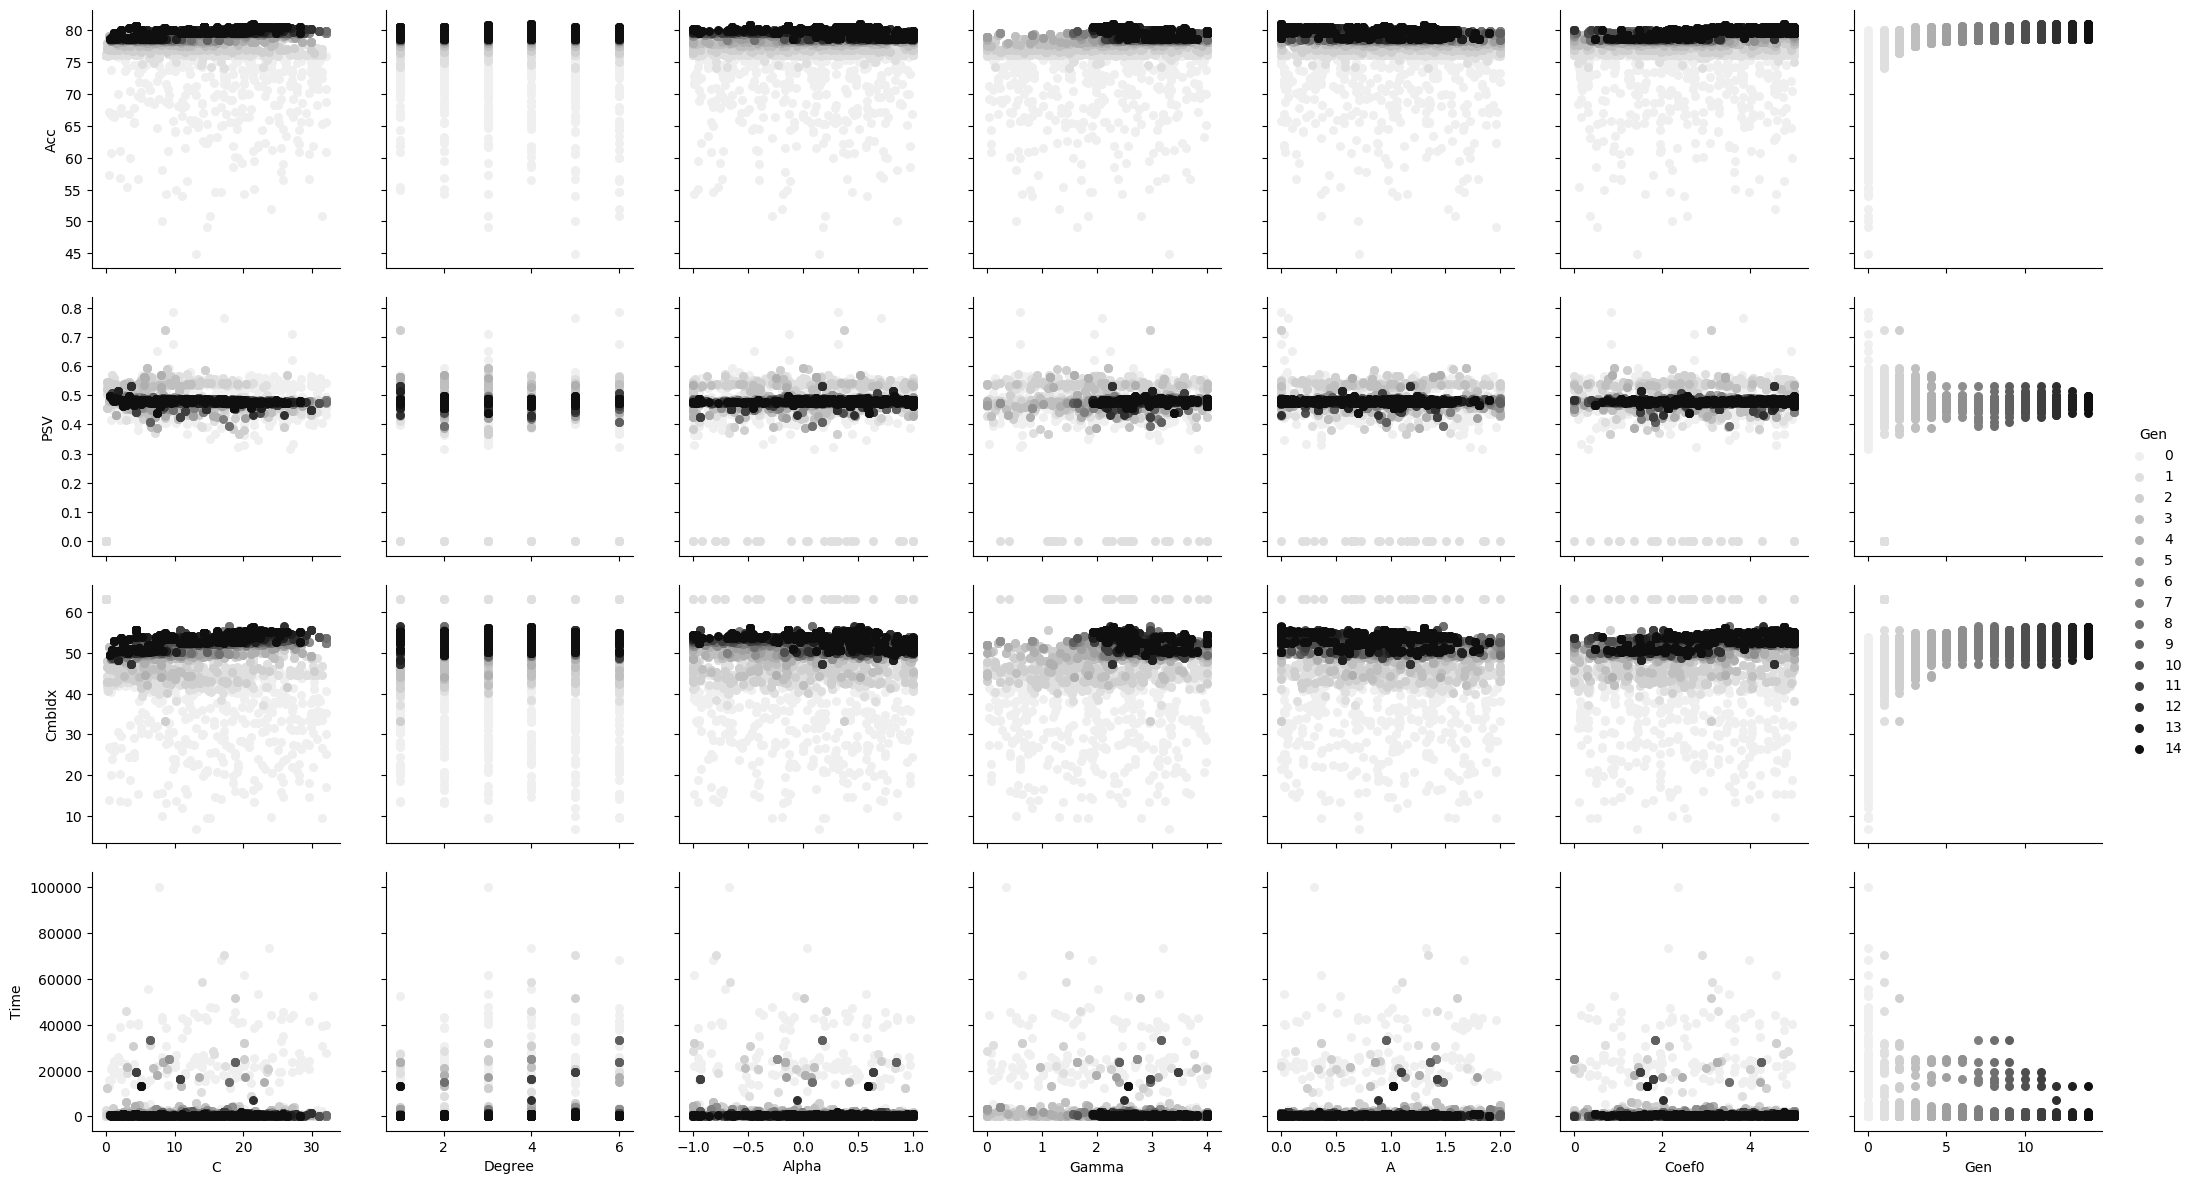 80
75
70
65
60
55
50
45
Acc
0.8
0.7
0.6
0.5
0.4
0.3
0.2
0.1
0.0
PSV
60
50
40
30
20
10
CmbIdx
100000
80000
60000
40000
20000
0
Time
0 10 20 30
C
2 4 6
Degree
−1.0 −0.5 0.0 0.5 1.0
Alpha
0 1 2 3 4
Gamma
0.0 0.5 1.0 1.5 2.0
A
0 2 4
Coef0
0 5 10
Gen
Gen
0
1
2
3
4
5
6
7
8
9
10
11
12
13
14